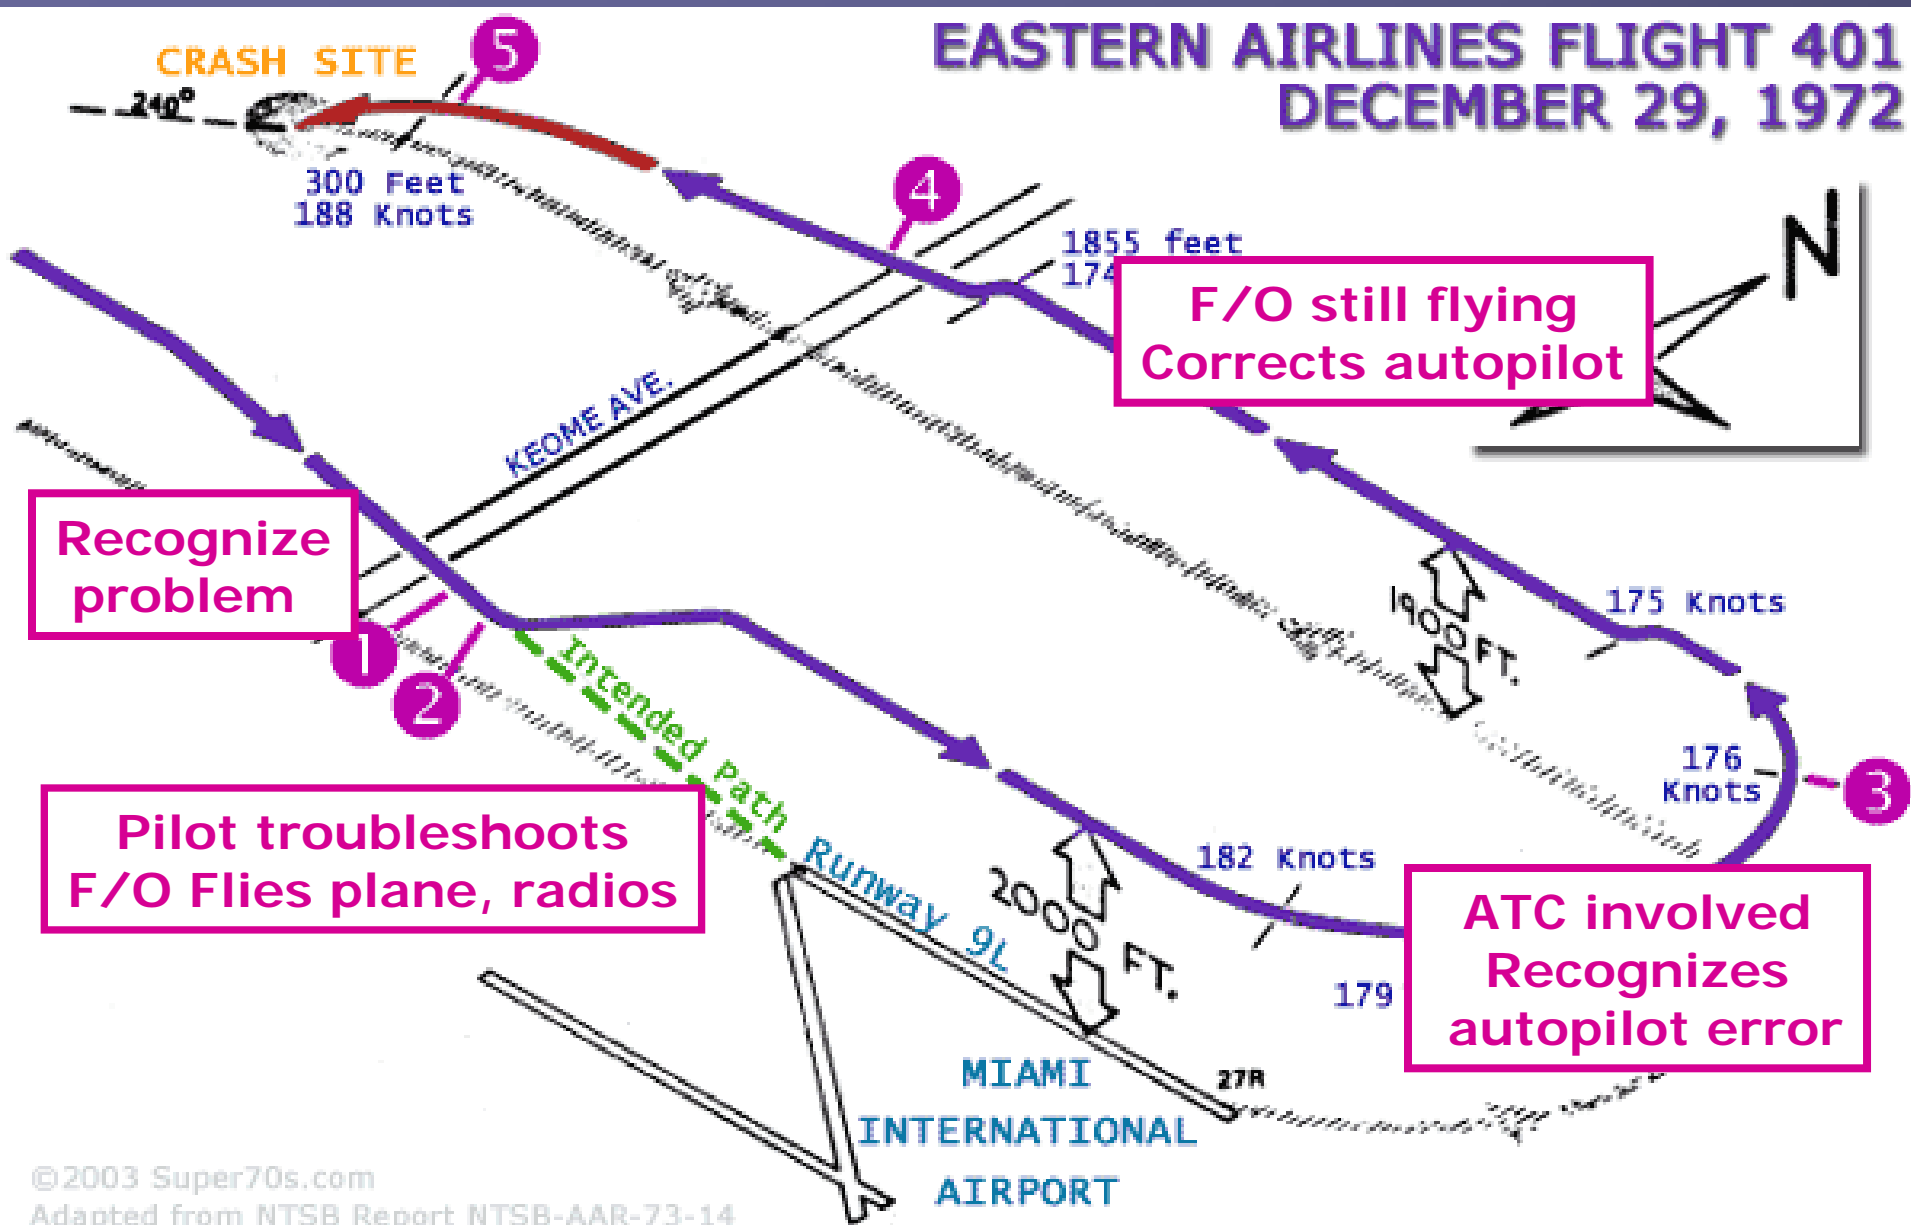 EASTERN AIRLINES FLIGHT 401
DECEMBER 29, 1972
CRASH SITE
5
240°
300 Feet
188 Knots
4
1855 feet
174
N
F/O still flying
Corrects autopilot
KEOME AVE.
Recognize
problem
1
2
Intended Path
1900 FT.
175 Knots
176
Knots
3
Pilot troubleshoots
F/O Flies plane, radios
Runway 9L
182 Knots
2000 FT.
179
ATC involved
Recognizes
autopilot error
27R
MIAMI
INTERNATIONAL
AIRPORT
©2003 Super70s.com
Adapted from NTSB Report NTSB-AAR-73-14